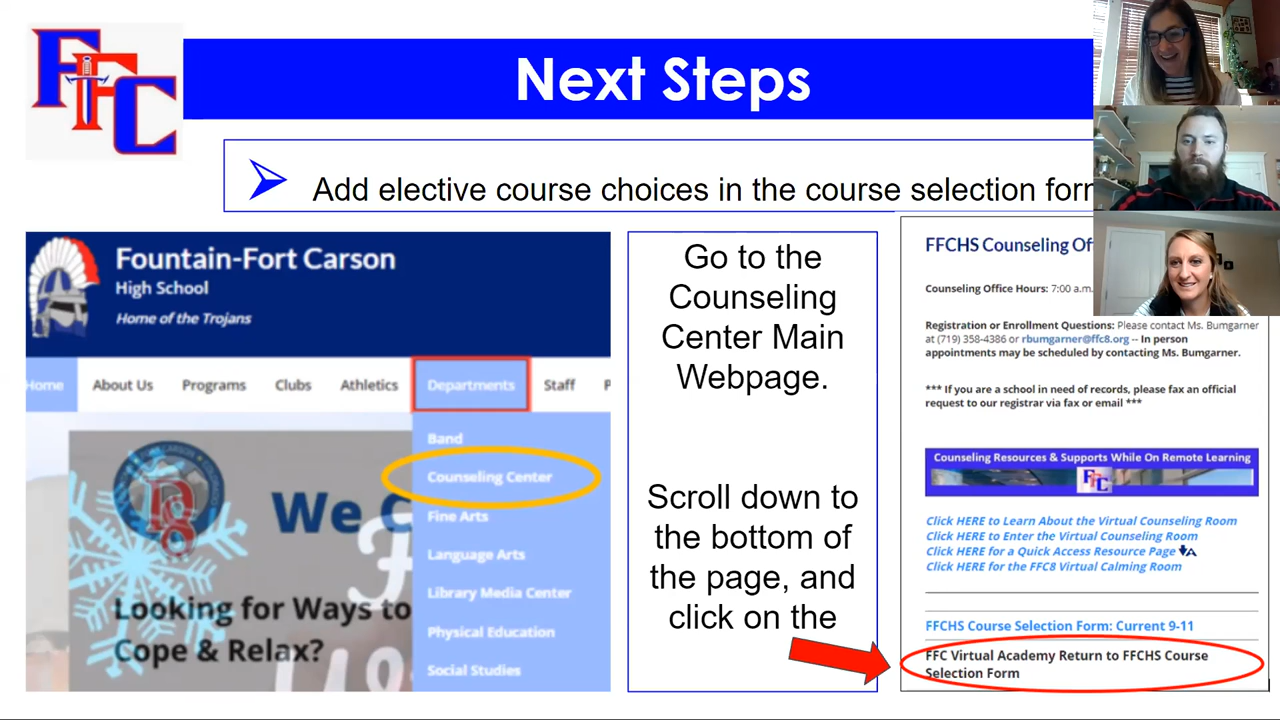 FFC
Next Steps
Add elective course choices in the course selection for
Fountain-Fort Carson
High School
Home of the Trojans
Home About Us Programs Clubs Athletics Departments Staff
Band
Counseling Center
Fine Arts
Language Arts
Library Media Center
Physical Education
Social Studies
We
Looking for Ways to
Cope & Relax?
Go to the
Counseling
Center Main
Webpage.
Scroll down to
the bottom of
the page, and
click on the
FFCHS Counseling Of
Counseling Office Hours: 7:00 a.m.
Registration or Enrollment Questions: Please contact Ms. Bumgarner
at (719) 358-4386 or rbumgarner@ffc8.org -- In person
appointments may be scheduled by contacting Ms. Bumgarner.
*** If you are a school in need of records, please fax an official
request to our registrar via fax or email ***
Counseling Resources & Supports While On Remote Learning
FFC
Click HERE to Learn About the Virtual Counseling Room
Click HERE to Enter the Virtual Counseling Room
Click HERE for a Quick Access Resource Page
Click HERE for the FFC8 Virtual Calming Room
FFCHS Course Selection Form: Current 9-11
FFC Virtual Academy Return to FFCHS Course
Selection Form